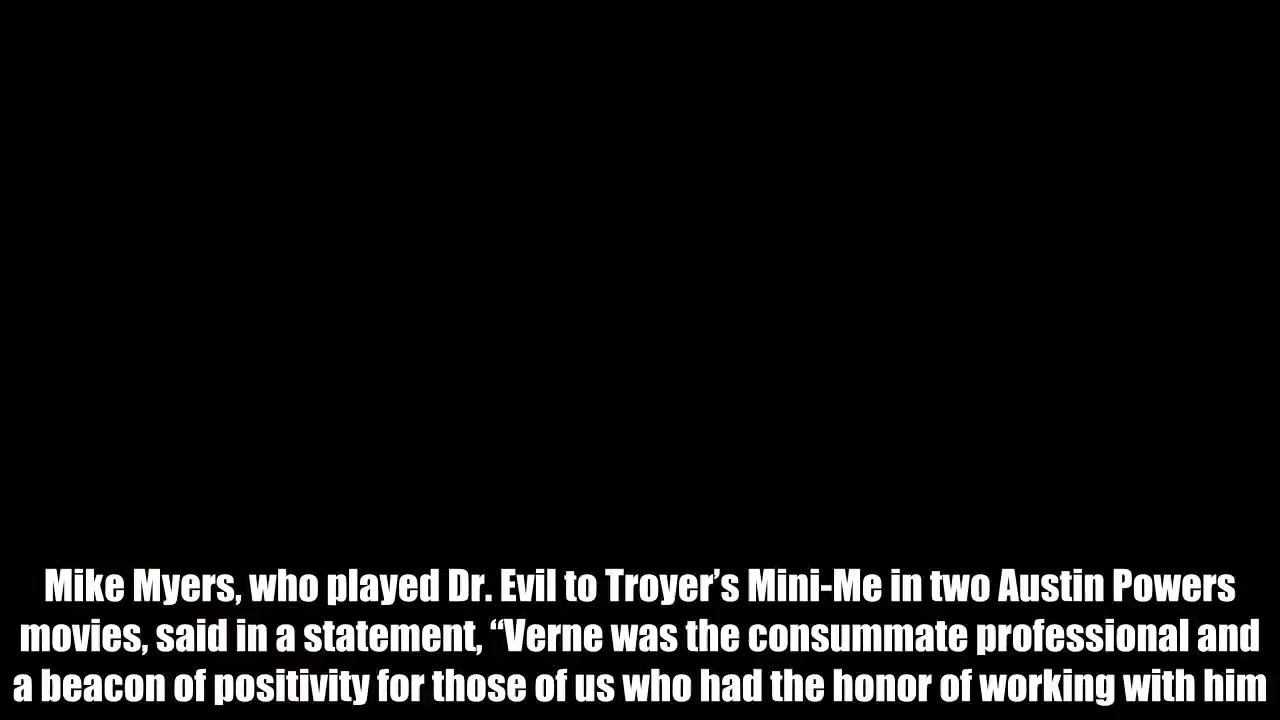 Mike Myers, who played Dr. Evil to Troyer’s Mini-Me in two Austin Powers
movies, said in a statement, “Verne was the consummate professional and
a beacon of positivity for those of us who had the honor of working with him